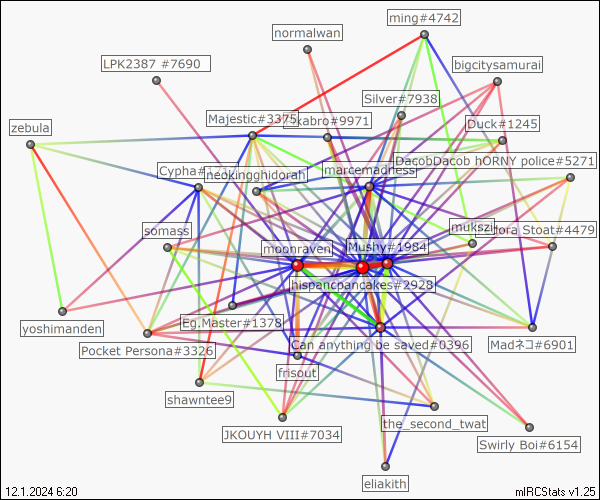 ming#4742
normalwan
LPK2387 #7690
bigcitysamurai
Silver#7938
Majestic#3375
kabro#9971
Duck#1245
zebula
DacobDacob hORNY police#5271
Cypha#
neokingghidorah
marcemadness
somass
mukszi
Stoat#4479
moonraven
Mushy#1984
hispancpancakes#2928
Eg.Master#1378
yoshimanden
Can anything be saved#0396
Madネコ#6901
Pocket Persona#3326
frisout
shawntee9
the_second_twat
JKOUYH VIII#7034
Swirly Boi#6154
eliakith
12.1.2024 6:20
mIRCStats v1.25